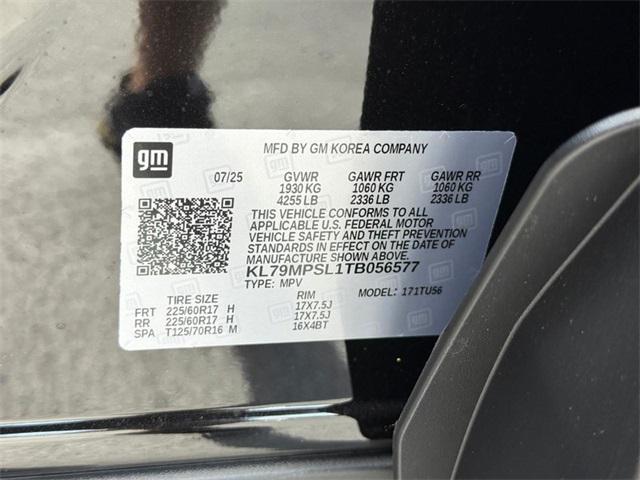 gm
MFD BY GM KOREA COMPANY
07/25 GVWR GAWR FRT GAWR RR
1930 KG 1060 KG 1060 KG
4255 LB 2336 LB 2336 LB
THIS VEHICLE CONFORMS TO ALL
APPLICABLE U.S. FEDERAL MOTOR
VEHICLE SAFETY AND THEFT PREVENTION
STANDARDS IN EFFECT ON THE DATE OF
MANUFACTURE SHOWN ABOVE.
KL79MPSL1TB056577
TYPE: MPV MODEL: 171TU56
TIRE SIZE RIM
FRT 225/60R17 H 17X7.5J
RR 225/60R17 H 17X7.5J
SPA T125/70R16 M 16X4BT